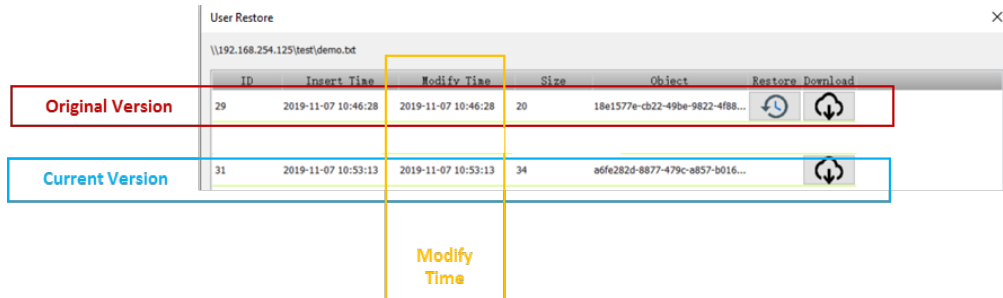 User Restore
\\192.168.254.125\test\demo.txt
ID Insert Time Modify Time Size Object Restore Download
Original Version 29 2019-11-07 10:46:28 2019-11-07 10:46:28 20 18e1577e-cb22-49be-9822-4f88...
Current Version 31 2019-11-07 10:53:13 2019-11-07 10:53:13 34 a6fe282d-8877-479c-a857-b016...
Modify
Time